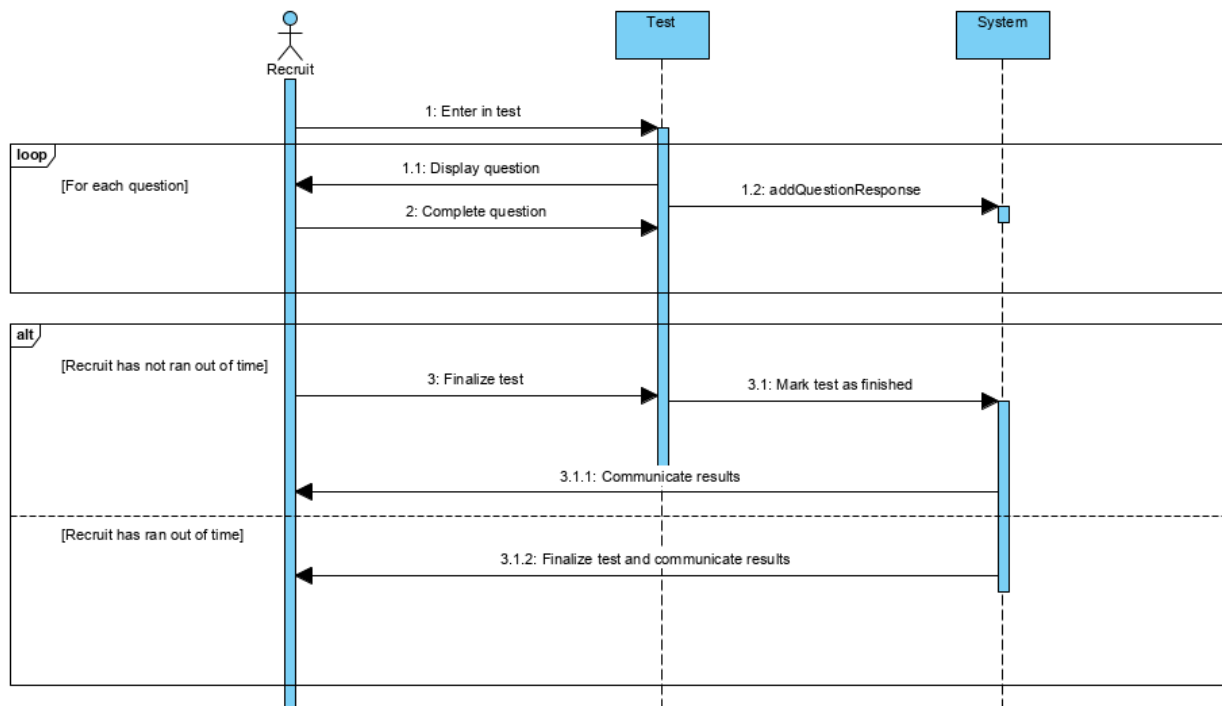 Test
System
Recruit
1: Enter in test
loop
1.1: Display question
[For each question]
1.2: addQuestionResponse
2: Complete question
alt
[Recruit has not ran out of time]
3: Finalize test
3.1: Mark test as finished
3.1.1: Communicate results
[Recruit has ran out of time]
3.1.2: Finalize test and communicate results